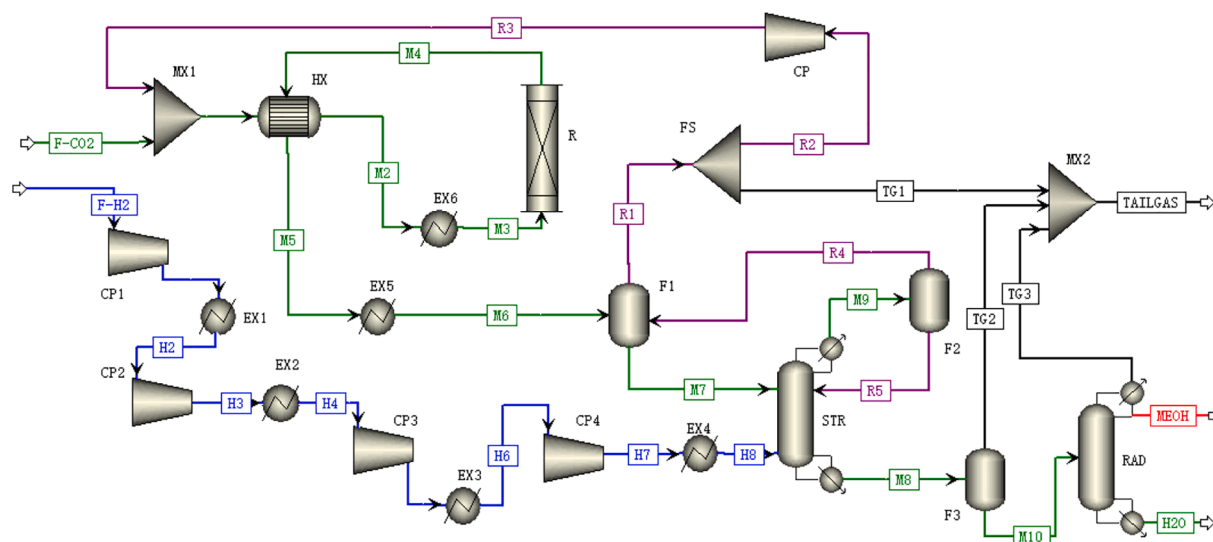 R3
CP
M4
HX
MX1
R
FS
F-CO2
R2
MX2
M2
EX6
M3
TG1
TAILGAS
F-H2
R1
M5
CP1
R4
EX5
F1
M9
TG3
EX1
M6
TG2
F2
H2
CP2
EX2
M7
R5
H3
H4
CP3
CP4
STR
MEOH
H6
EX4
H7
H8
RAD
EX3
M8
F3
M10
H2O